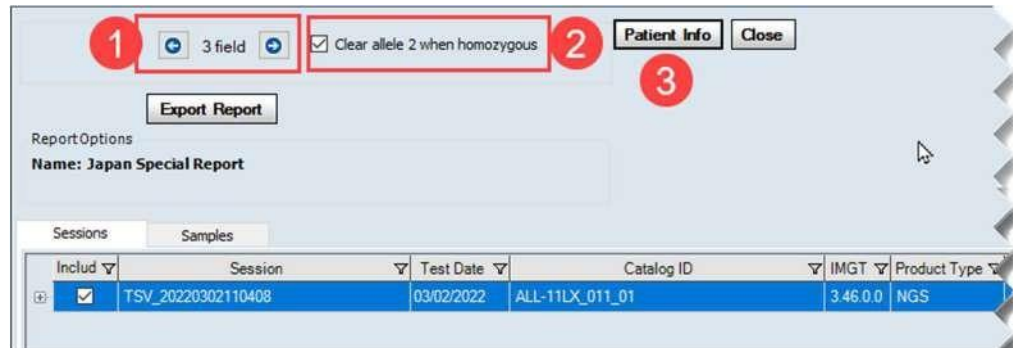 1 3 field Clear allele 2 when homozygous 2 Patient Info Close
3
Export Report
ReportOptions
Name: Japan Special Report
Sessions Samples
Includ Session Test Date Catalog ID IMGT Product Type
TSV_20220302110408 03/02/2022 ALL-11LX_011_01 3.46.0.0 NGS